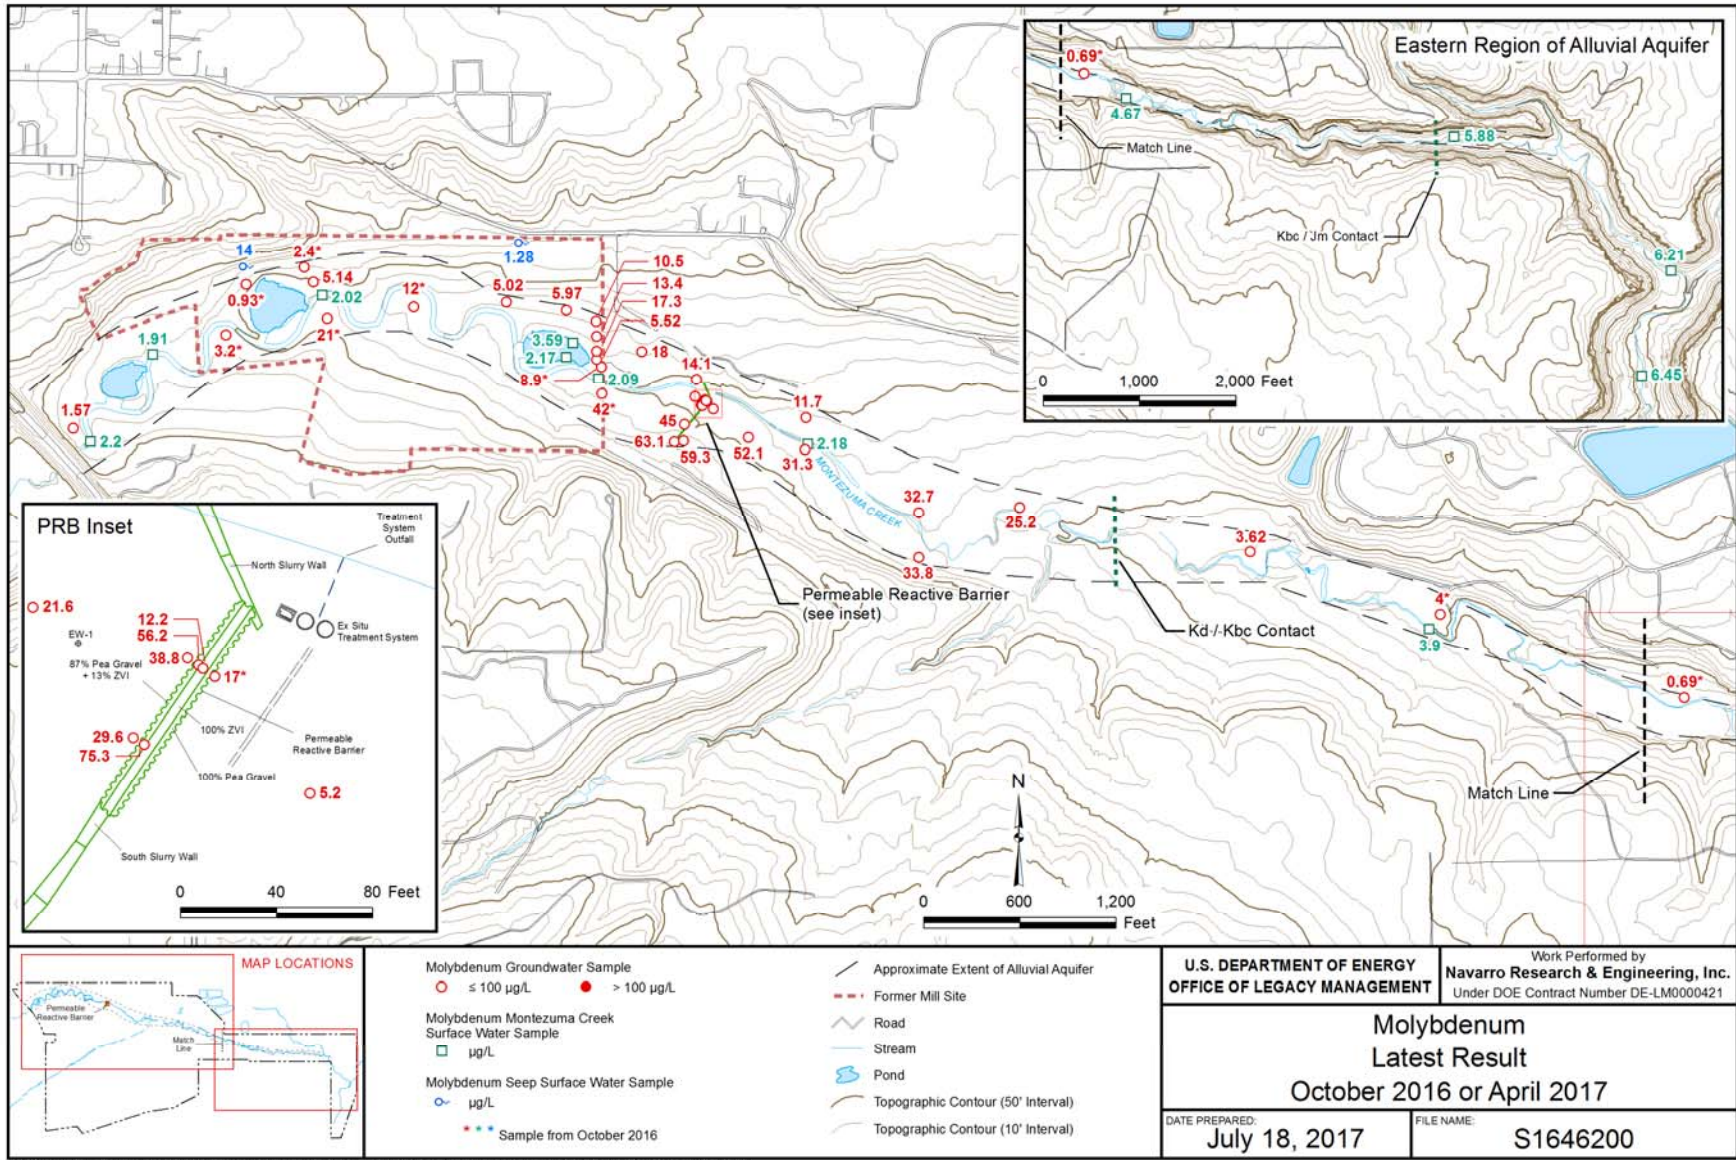 Eastern Region of Alluvial Aquifer
0.69*
4.67
Match Line
5.88
Kbc / Jm Contact
6.21
6.45
0 1,000 2,000 Feet
14
2.4*
1.28
0.93*
5.14
2.02
12*
5.02
5.97
10.5
13.4
17.3
5.52
1.91
3.2*
21*
3.59
2.17
18
8.9*
2.09
14.1
42*
1.57
2.2
45
63.1
59.3
52.1
11.7
2.18
31.3
MONTEZUMA CREEK
32.7
33.8
25.2
3.62
4*
3.9
0.69*
Permeable Reactive Barrier
(see inset)
Kd / Kbc Contact
Match Line
N
0 600 1,200
Feet
PRB Inset
Treatment
System
Outfall
North Slurry Wall
21.6
12.2
56.2
EW-1
38.8
Ex Situ
Treatment System
87% Pea Gravel
+ 13% ZVI
17*
29.6
75.3
100% ZVI
Permeable
Reactive Barrier
100% Pea Gravel
5.2
South Slurry Wall
0 40 80 Feet
MAP LOCATIONS
Permeable
Reactive Barrier
Match
Line
Molybdenum Groundwater Sample
≤ 100 µg/L > 100 µg/L
Molybdenum Montezuma Creek
Surface Water Sample
µg/L
Molybdenum Seep Surface Water Sample
µg/L
* * * Sample from October 2016
Approximate Extent of Alluvial Aquifer
Former Mill Site
Road
Stream
Pond
Topographic Contour (50' Interval)
Topographic Contour (10' Interval)
U.S. DEPARTMENT OF ENERGY
OFFICE OF LEGACY MANAGEMENT
Work Performed by
Navarro Research & Engineering, Inc.
Under DOE Contract Number DE-LM0000421
Molybdenum
Latest Result
October 2016 or April 2017
DATE PREPARED:
July 18, 2017
FILE NAME:
S1646200